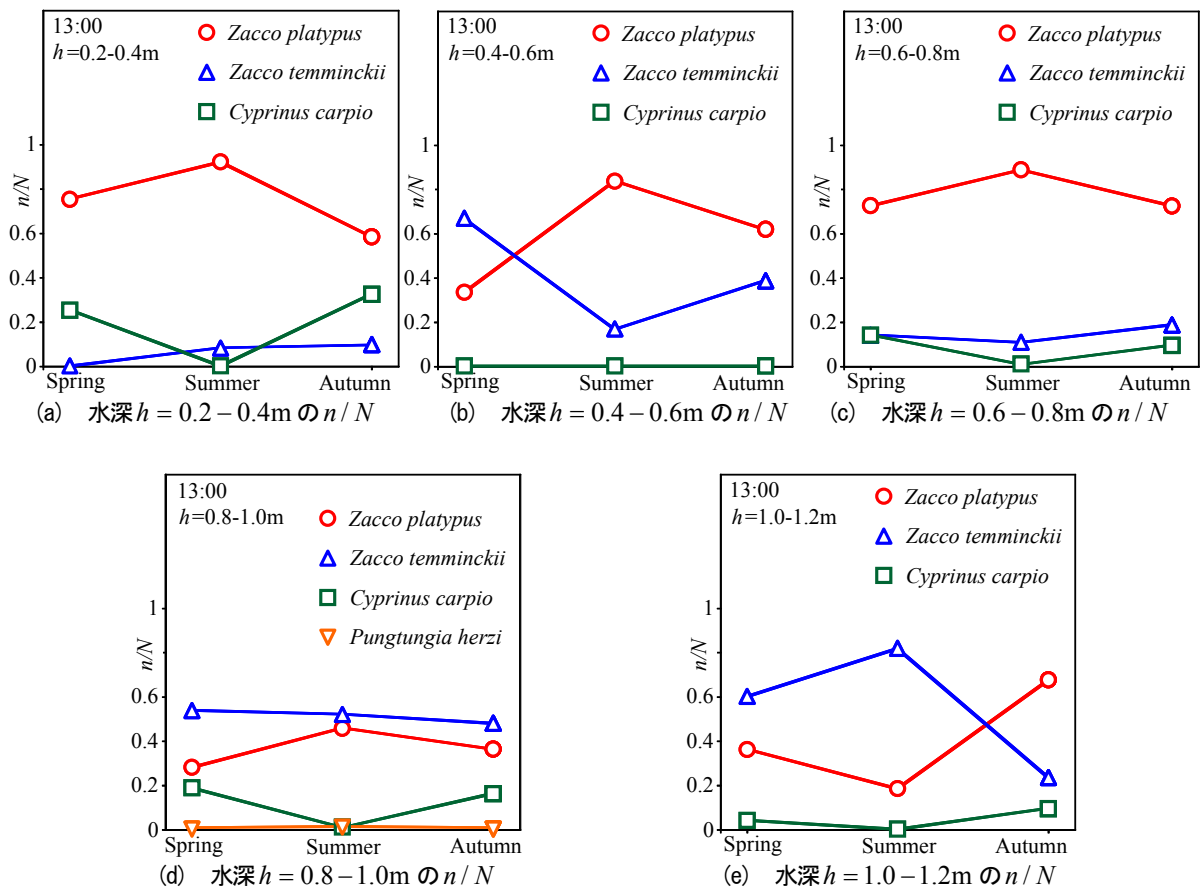 13:00
h=0.2-0.4m
Zacco platypus
Zacco temminckii
Cyprinus carpio
n/N
1
0.6
0.4
0.2
0
Spring Summer Autumn
(a) 水深h = 0.2－0.4m の n / N
13:00
h=0.4-0.6m
Zacco platypus
Zacco temminckii
Cyprinus carpio
n/N
1
0.6
0.4
0.2
0
Spring Summer Autumn
(b) 水深h = 0.4－0.6m の n / N
13:00
h=0.6-0.8m
Zacco platypus
Zacco temminckii
Cyprinus carpio
n/N
1
0.6
0.4
0.2
0
Spring Summer Autumn
(c) 水深h = 0.6－0.8m の n / N
13:00
h=0.8-1.0m
Zacco platypus
Zacco temminckii
Cyprinus carpio
Pungtungia herzi
n/N
1
0.6
0.4
0.2
0
Spring Summer Autumn
(d) 水深h = 0.8－1.0m の n / N
13:00
h=1.0-1.2m
Zacco platypus
Zacco temminckii
Cyprinus carpio
n/N
1
0.6
0.4
0.2
0
Spring Summer Autumn
(e) 水深h = 1.0－1.2m の n / N